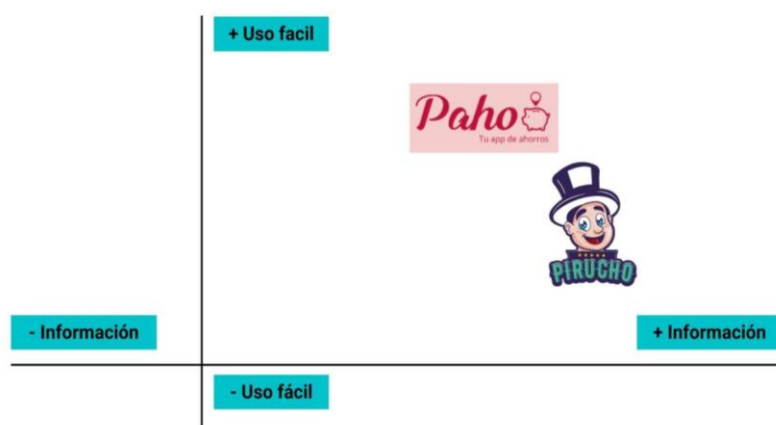 + Uso facil
Paho
Tu app de ahorros
PIRUCHO
- Información
+ Información
- Uso fácil